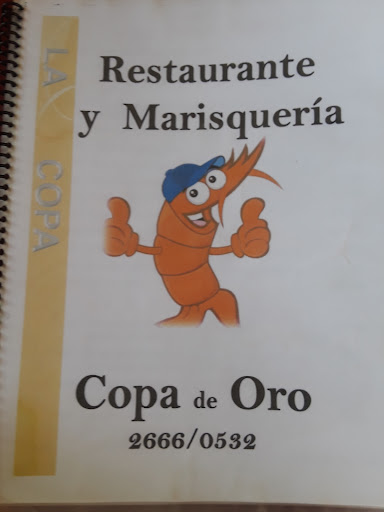 LA COPA
Restaurante
y Marisquería
Copa de Oro
2666/0532